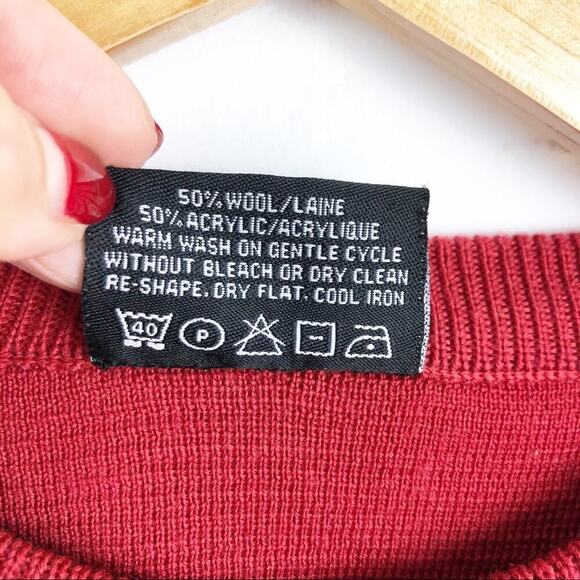 50% WOOL/LAINE
50% ACRYLIC/ACRYLIQUE
WARM WASH ON GENTLE CYCLE
WITHOUT BLEACH OR DRY CLEAN
RE-SHAPE. DRY FLAT. COOL IRON
40 P